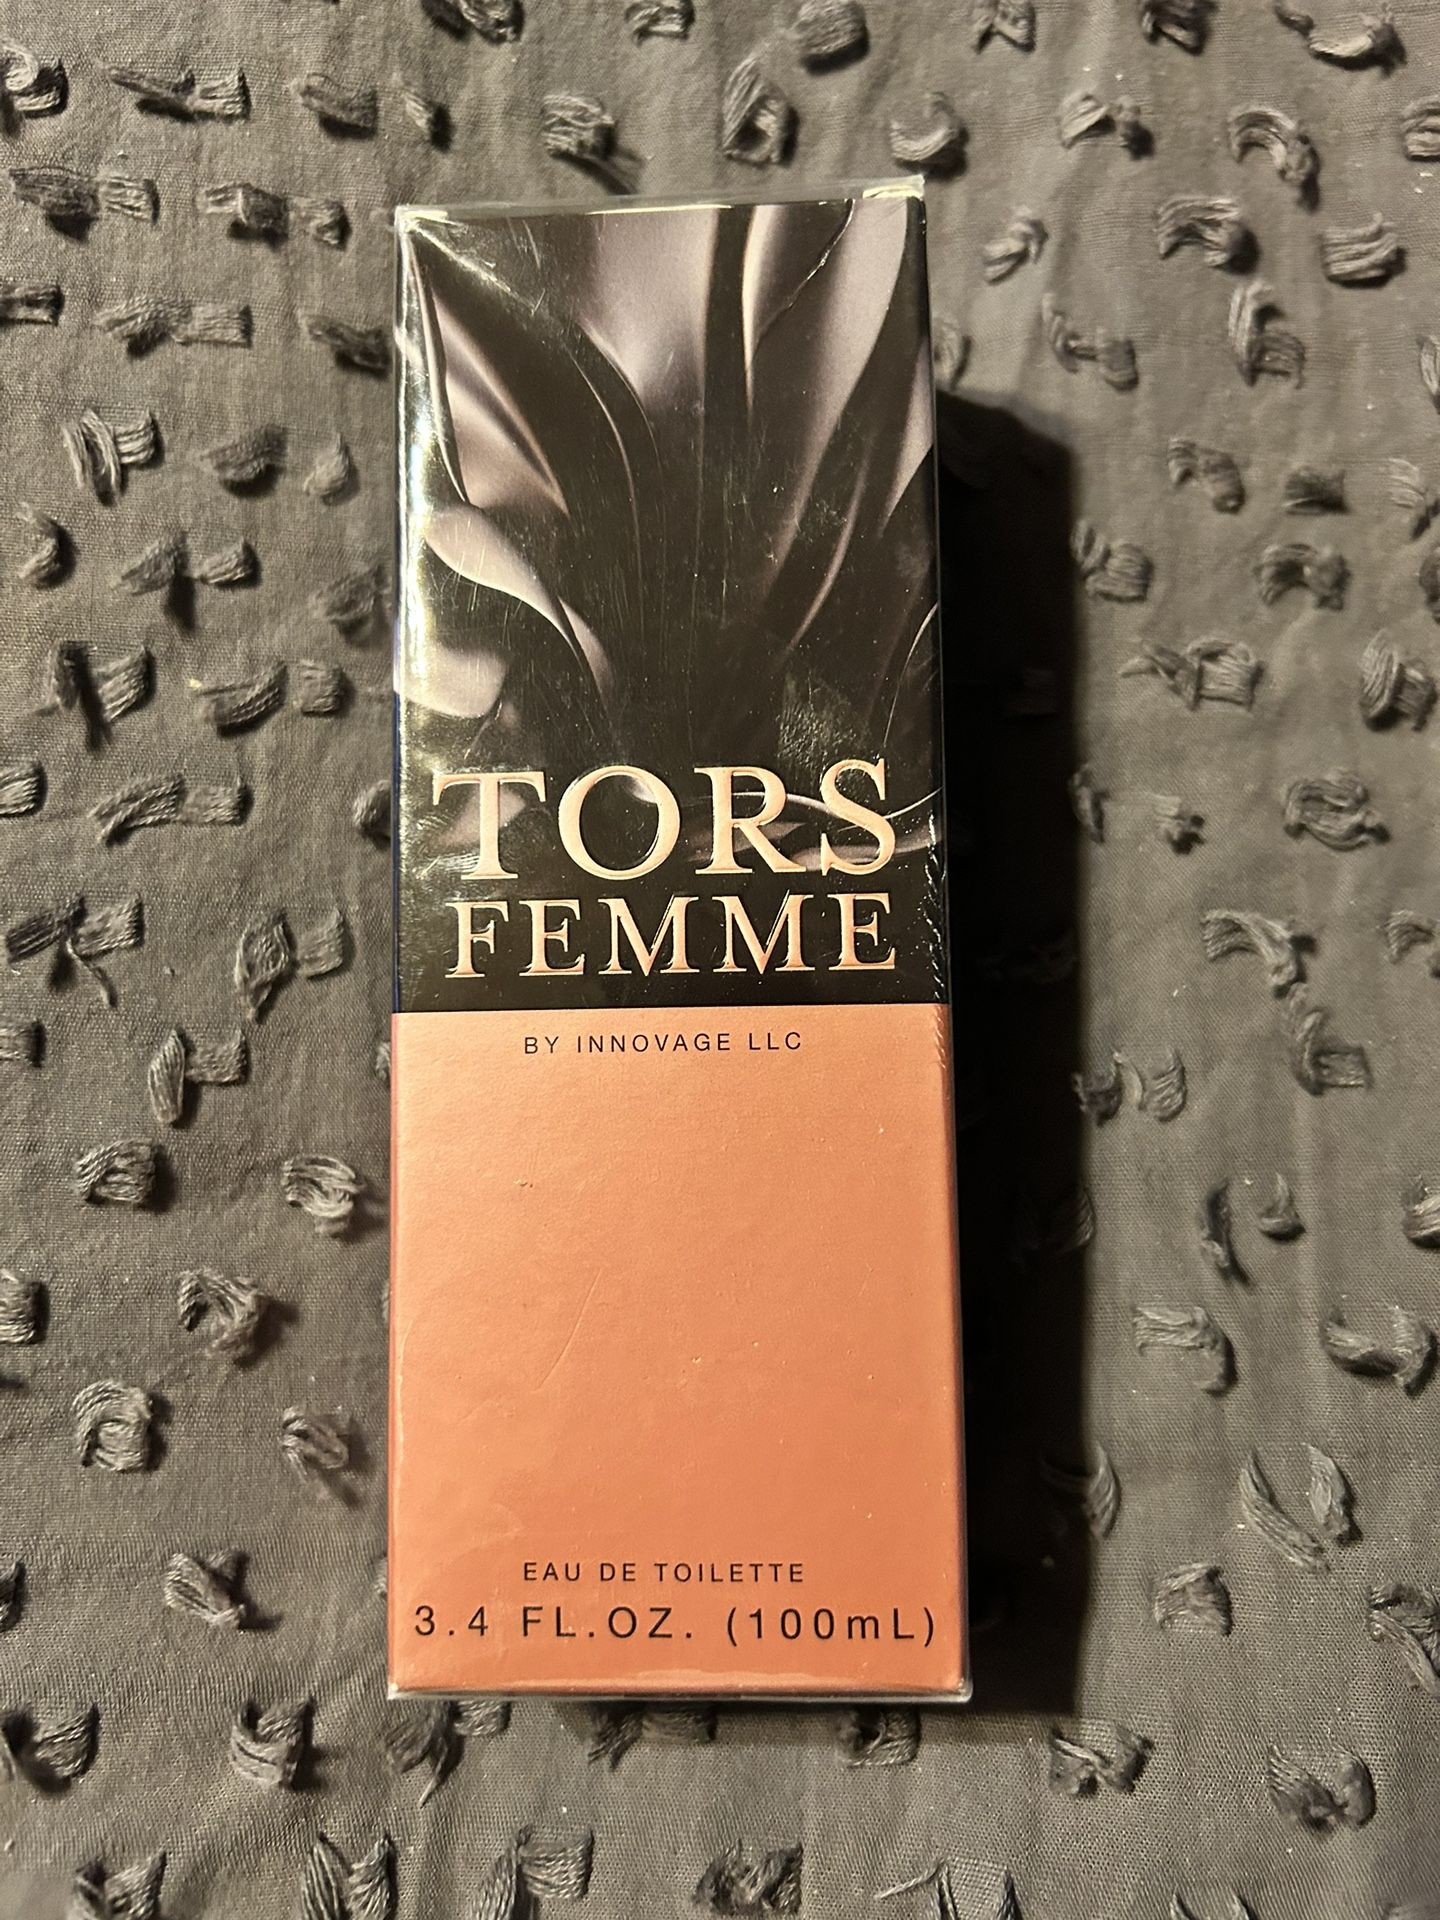 TORS
FEMME
BY INNOVAGE LLC
EAU DE TOILETTE
3.4 FL.OZ. (100mL)